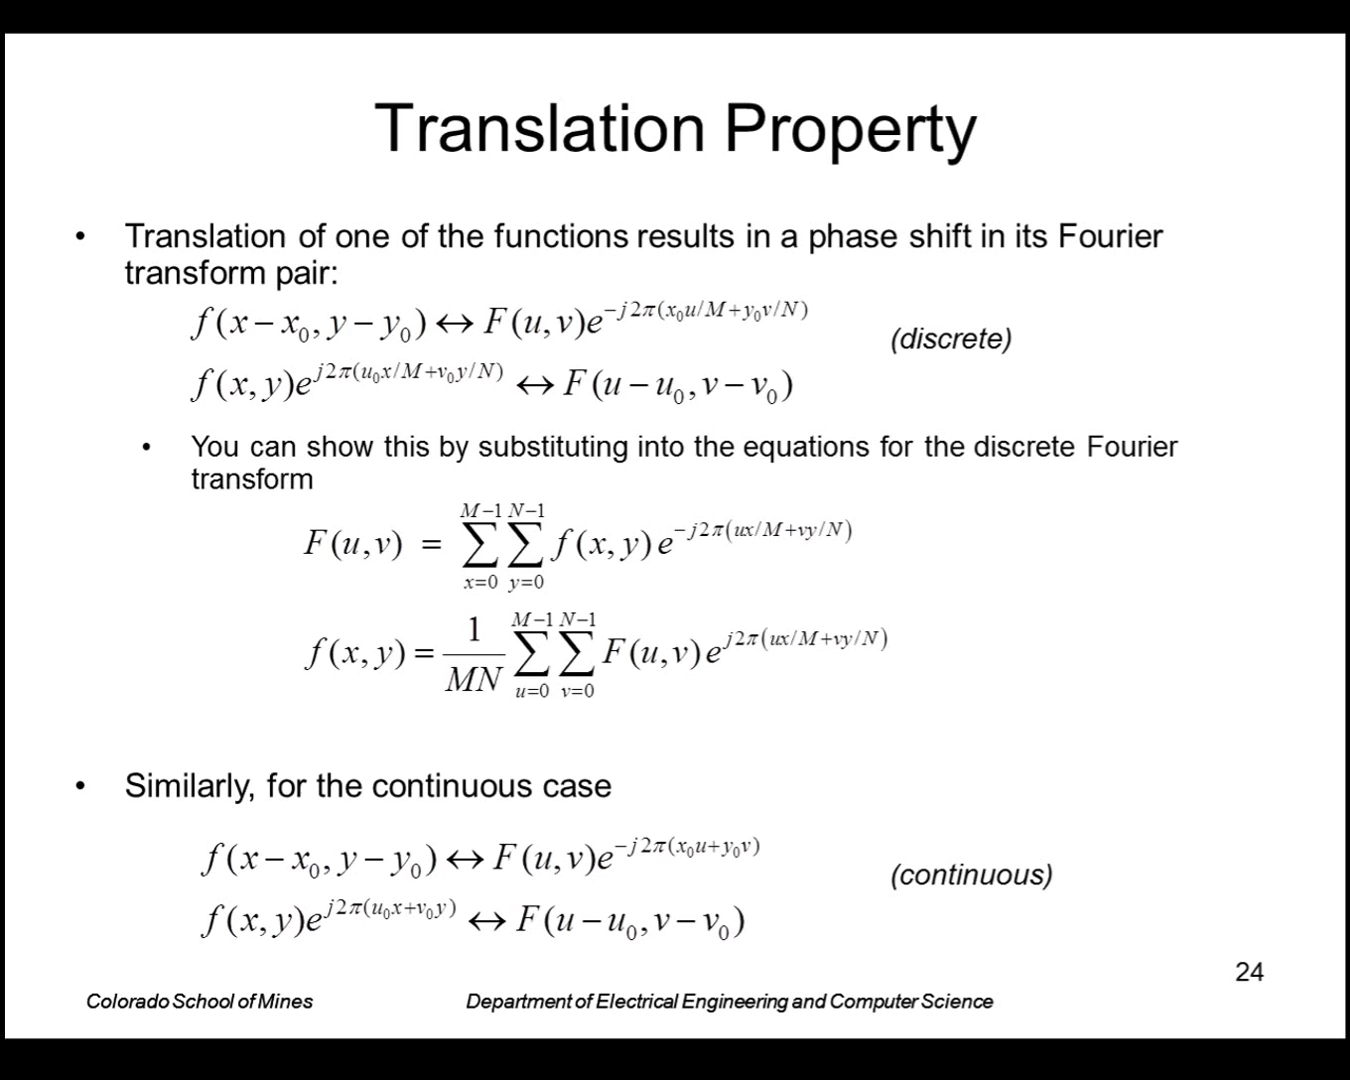 Translation Property
• Translation of one of the functions results in a phase shift in its Fourier
transform pair:
f(x−x₀, y−y₀) ↔ F(u,v)e^{−j2π(x₀u/M+y₀v/N)}
(discrete)
f(x,y)e^{j2π(u₀x/M+v₀y/N)} ↔ F(u−u₀, v−v₀)
• You can show this by substituting into the equations for the discrete Fourier
transform
F(u,v) = ∑_{x=0}^{M−1} ∑_{y=0}^{N−1} f(x,y) e^{−j2π(ux/M+vy/N)}
f(x,y) = \frac{1}{MN} ∑_{u=0}^{M−1} ∑_{v=0}^{N−1} F(u,v) e^{j2π(ux/M+vy/N)}
• Similarly, for the continuous case
f(x−x₀, y−y₀) ↔ F(u,v)e^{−j2π(x₀u+y₀v)}
(continuous)
f(x,y)e^{j2π(u₀x+v₀y)} ↔ F(u−u₀, v−v₀)
24
Colorado School of Mines Department of Electrical Engineering and Computer Science